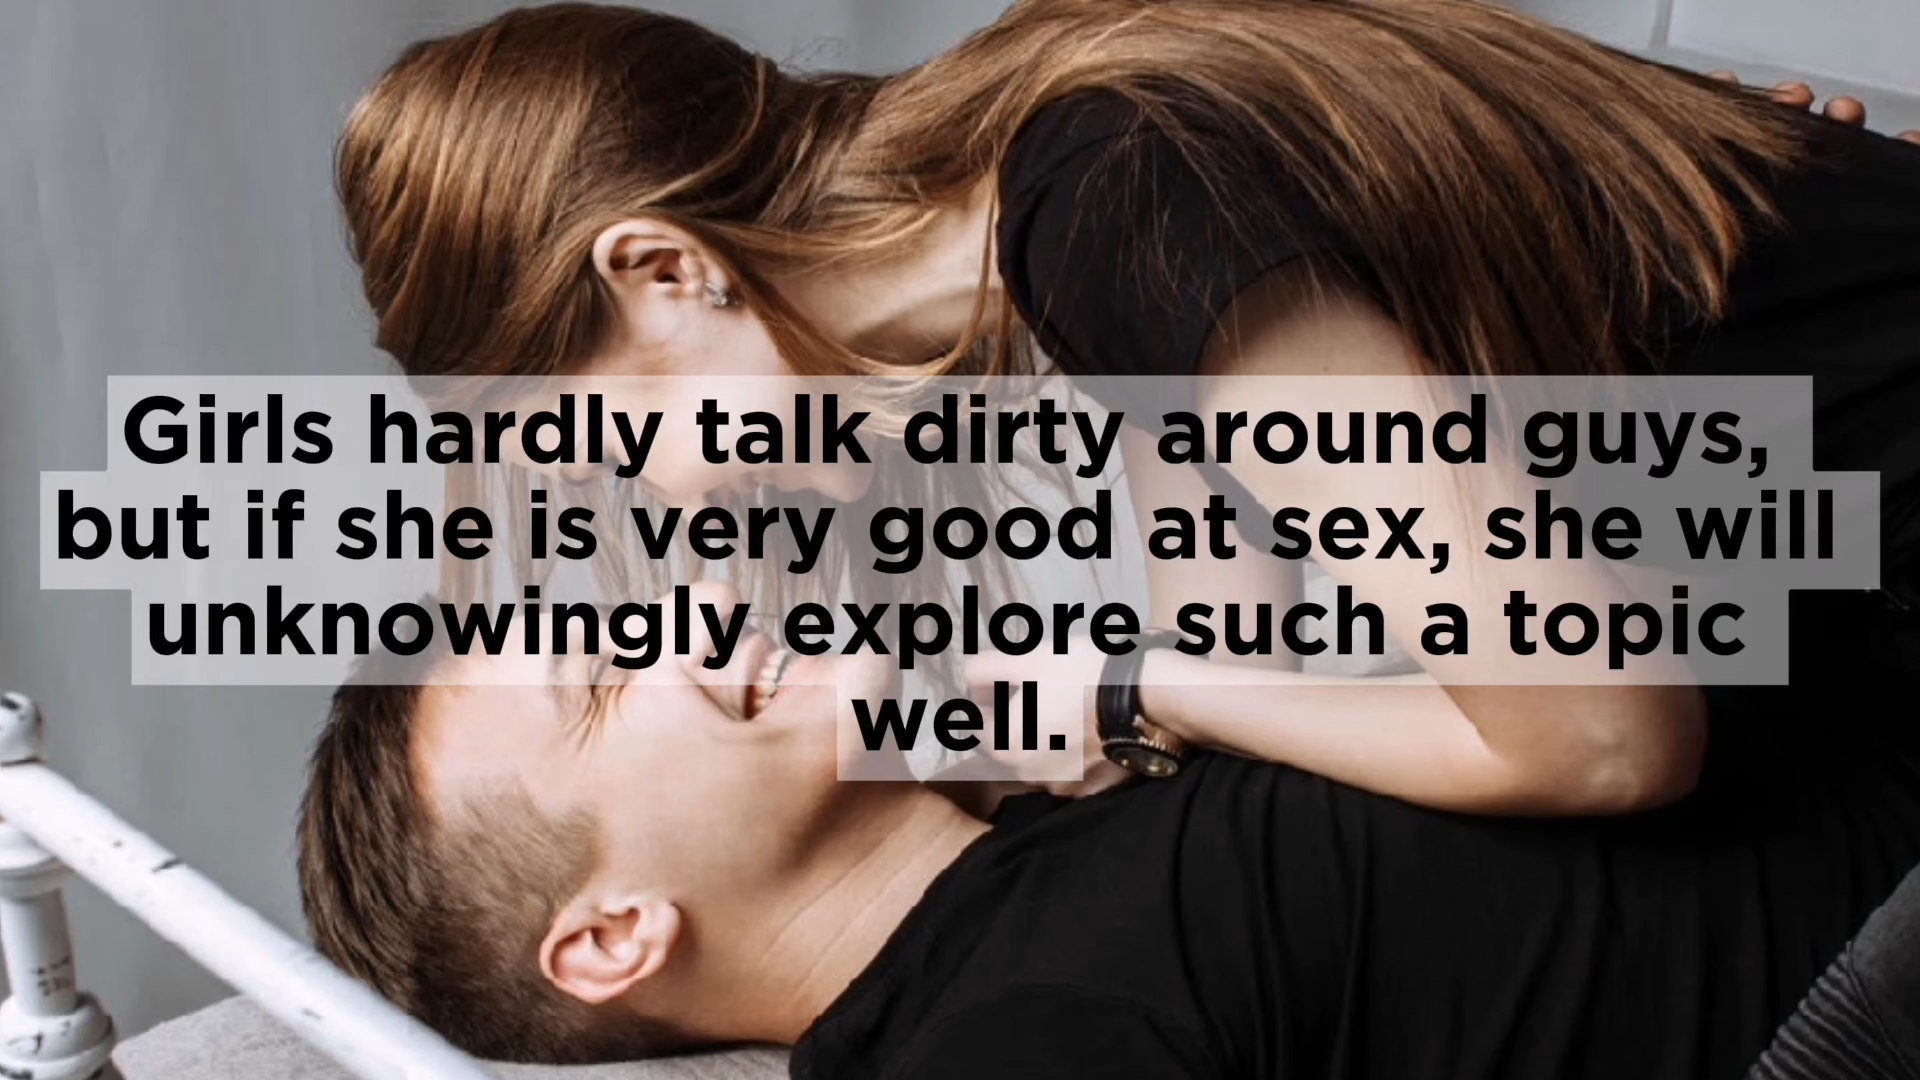 Girls hardly talk dirty around guys,
but if she is very good at sex, she will
unknowingly explore such a topic
well.